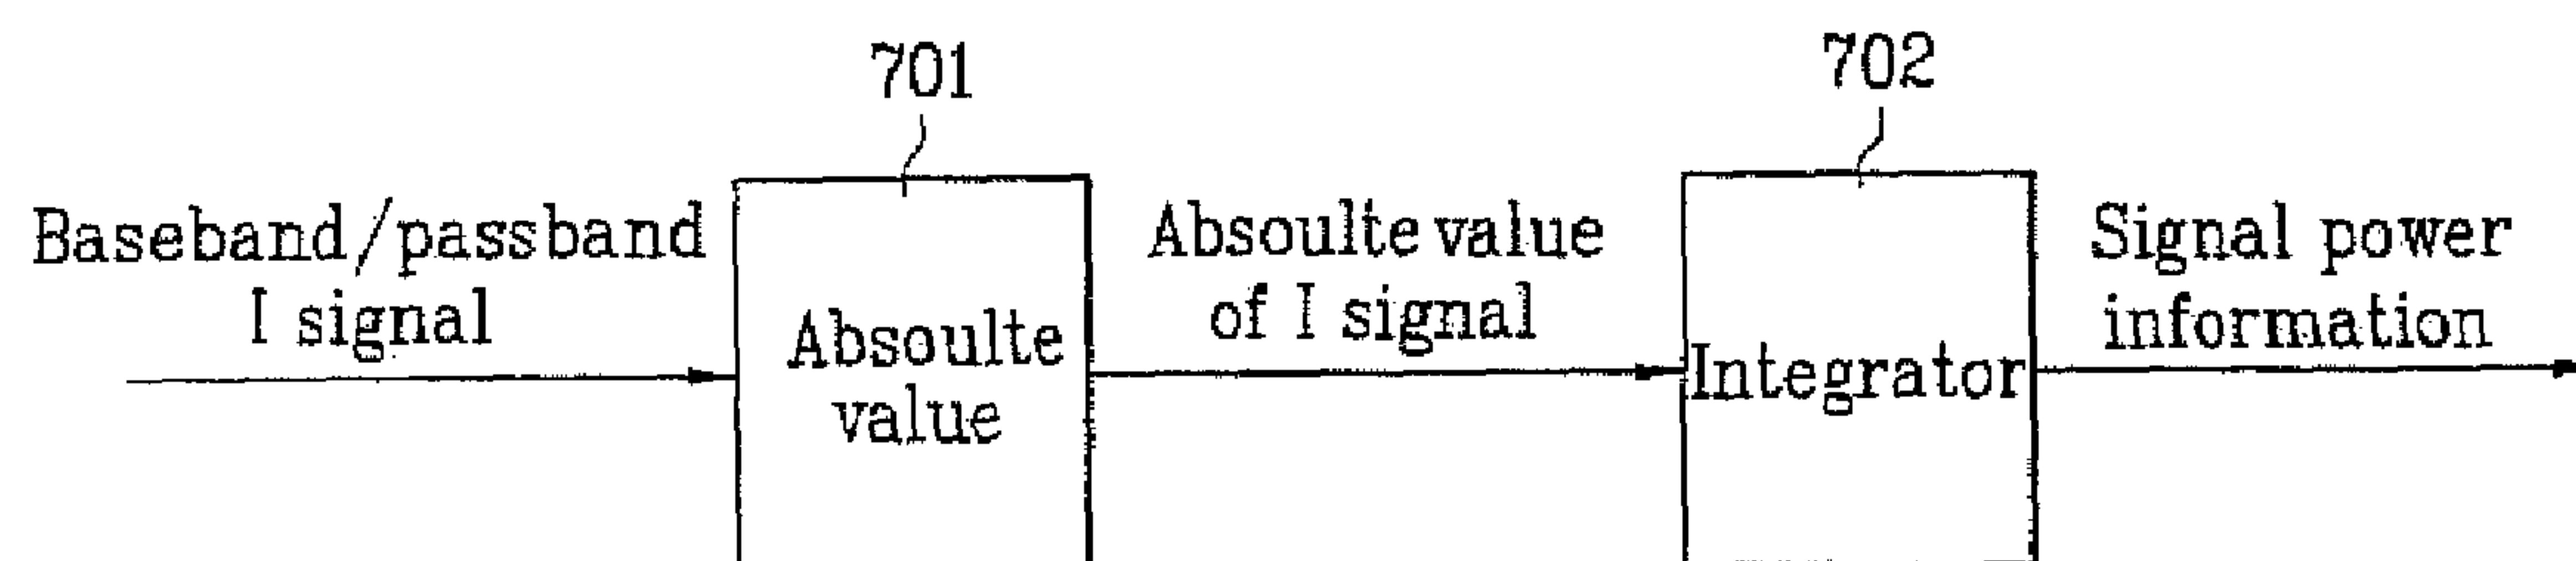 701
702
Baseband/passband
I signal
Absoulte value
of I signal
Signal power
information
Absoulte
value
Integrator